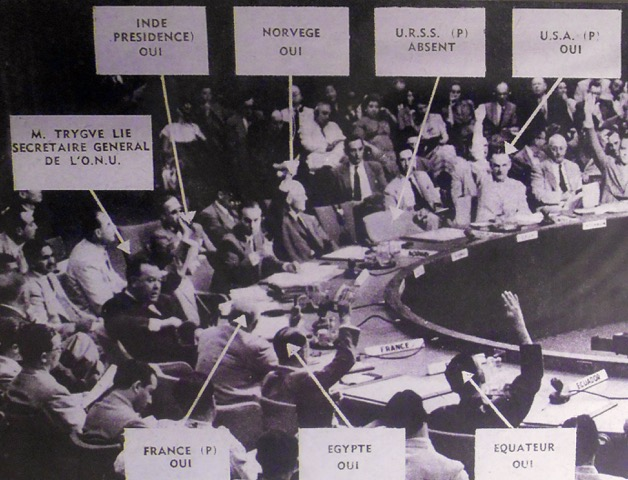 INDE
PRESIDENCE)
OUI
NORVEGE
OUI
U.R.S.S. (P)
ABSENT
U.S.A. (P)
OUI
M. TRYGVE LIE
SECRETAIRE GENERAL
DE L'O.N.U.
FRANCE
ECUADOR
FRANCE (P)
OUI
EGYPTE
OUI
EQUATEUR
OUI